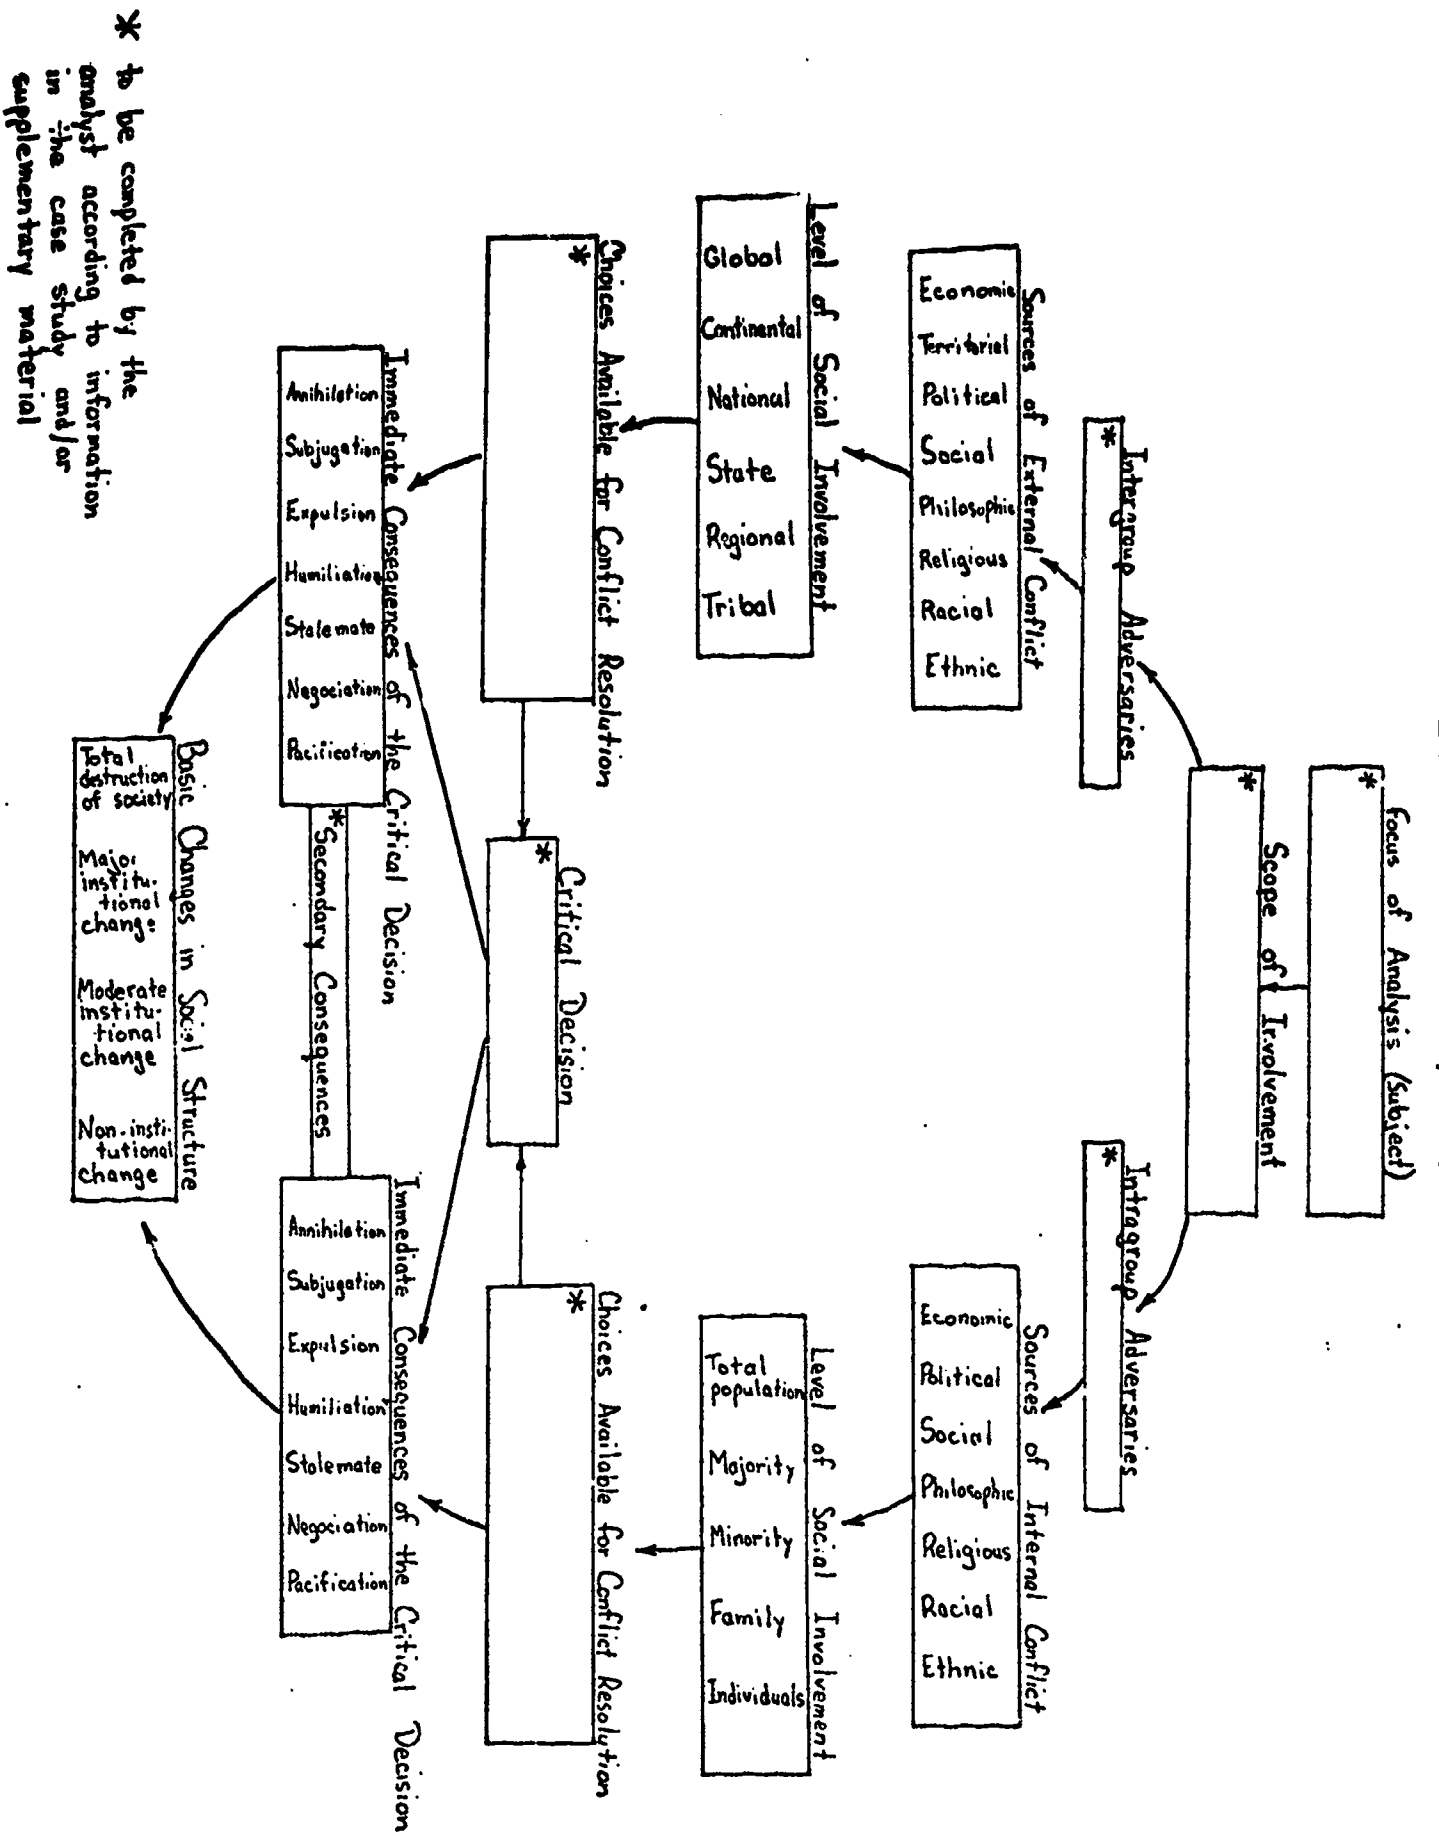 Focus of Analysis (Subject)
*
Scope of Involvement
*
Intergroup Adversaries
*
Intragroup Adversaries
*
Sources of External Conflict
Economic
Territorial
Political
Social
Philosophic
Religious
Racial
Ethnic
Sources of Internal Conflict
Economic
Political
Social
Philosophic
Religious
Racial
Ethnic
Level of Social Involvement
Global
Continental
National
State
Regional
Tribal
Level of Social Involvement
Total
population
Majority
Minority
Family
Individuals
Choices Available for Conflict Resolution
*
Critical Decision
*
Choices Available for Conflict Resolution
*
Immediate Consequences of the Critical Decision
Annihilation
Subjugation
Expulsion
Humiliation
Stalemate
Negociation
Pacification
* Secondary Consequences
Immediate Consequences of the Critical Decision
Annihilation
Subjugation
Expulsion
Humiliation
Stalemate
Negociation
Pacification
Basic Changes in Social Structure
Total
destruction
of society
Major
institu-
tional
change
Moderate
institu-
tional
change
Non-insti-
tutional
change
* to be completed by the
analyst according to information
in the case study and/or
supplementary material